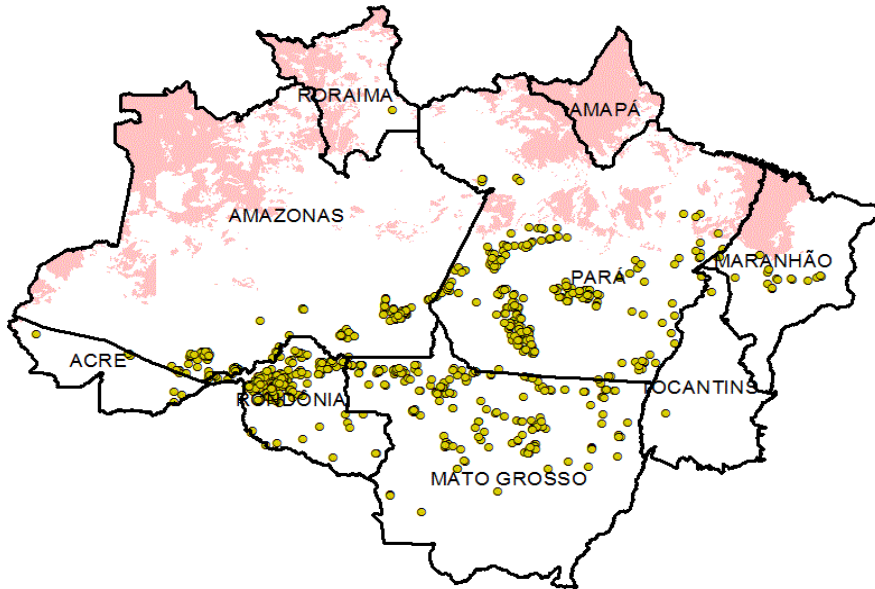 RORAIMA
AMAPÁ
AMAZONAS
PARÁ
MARANHÃO
ACRE
RONDÔNIA
TOCANTINS
MATO GROSSO